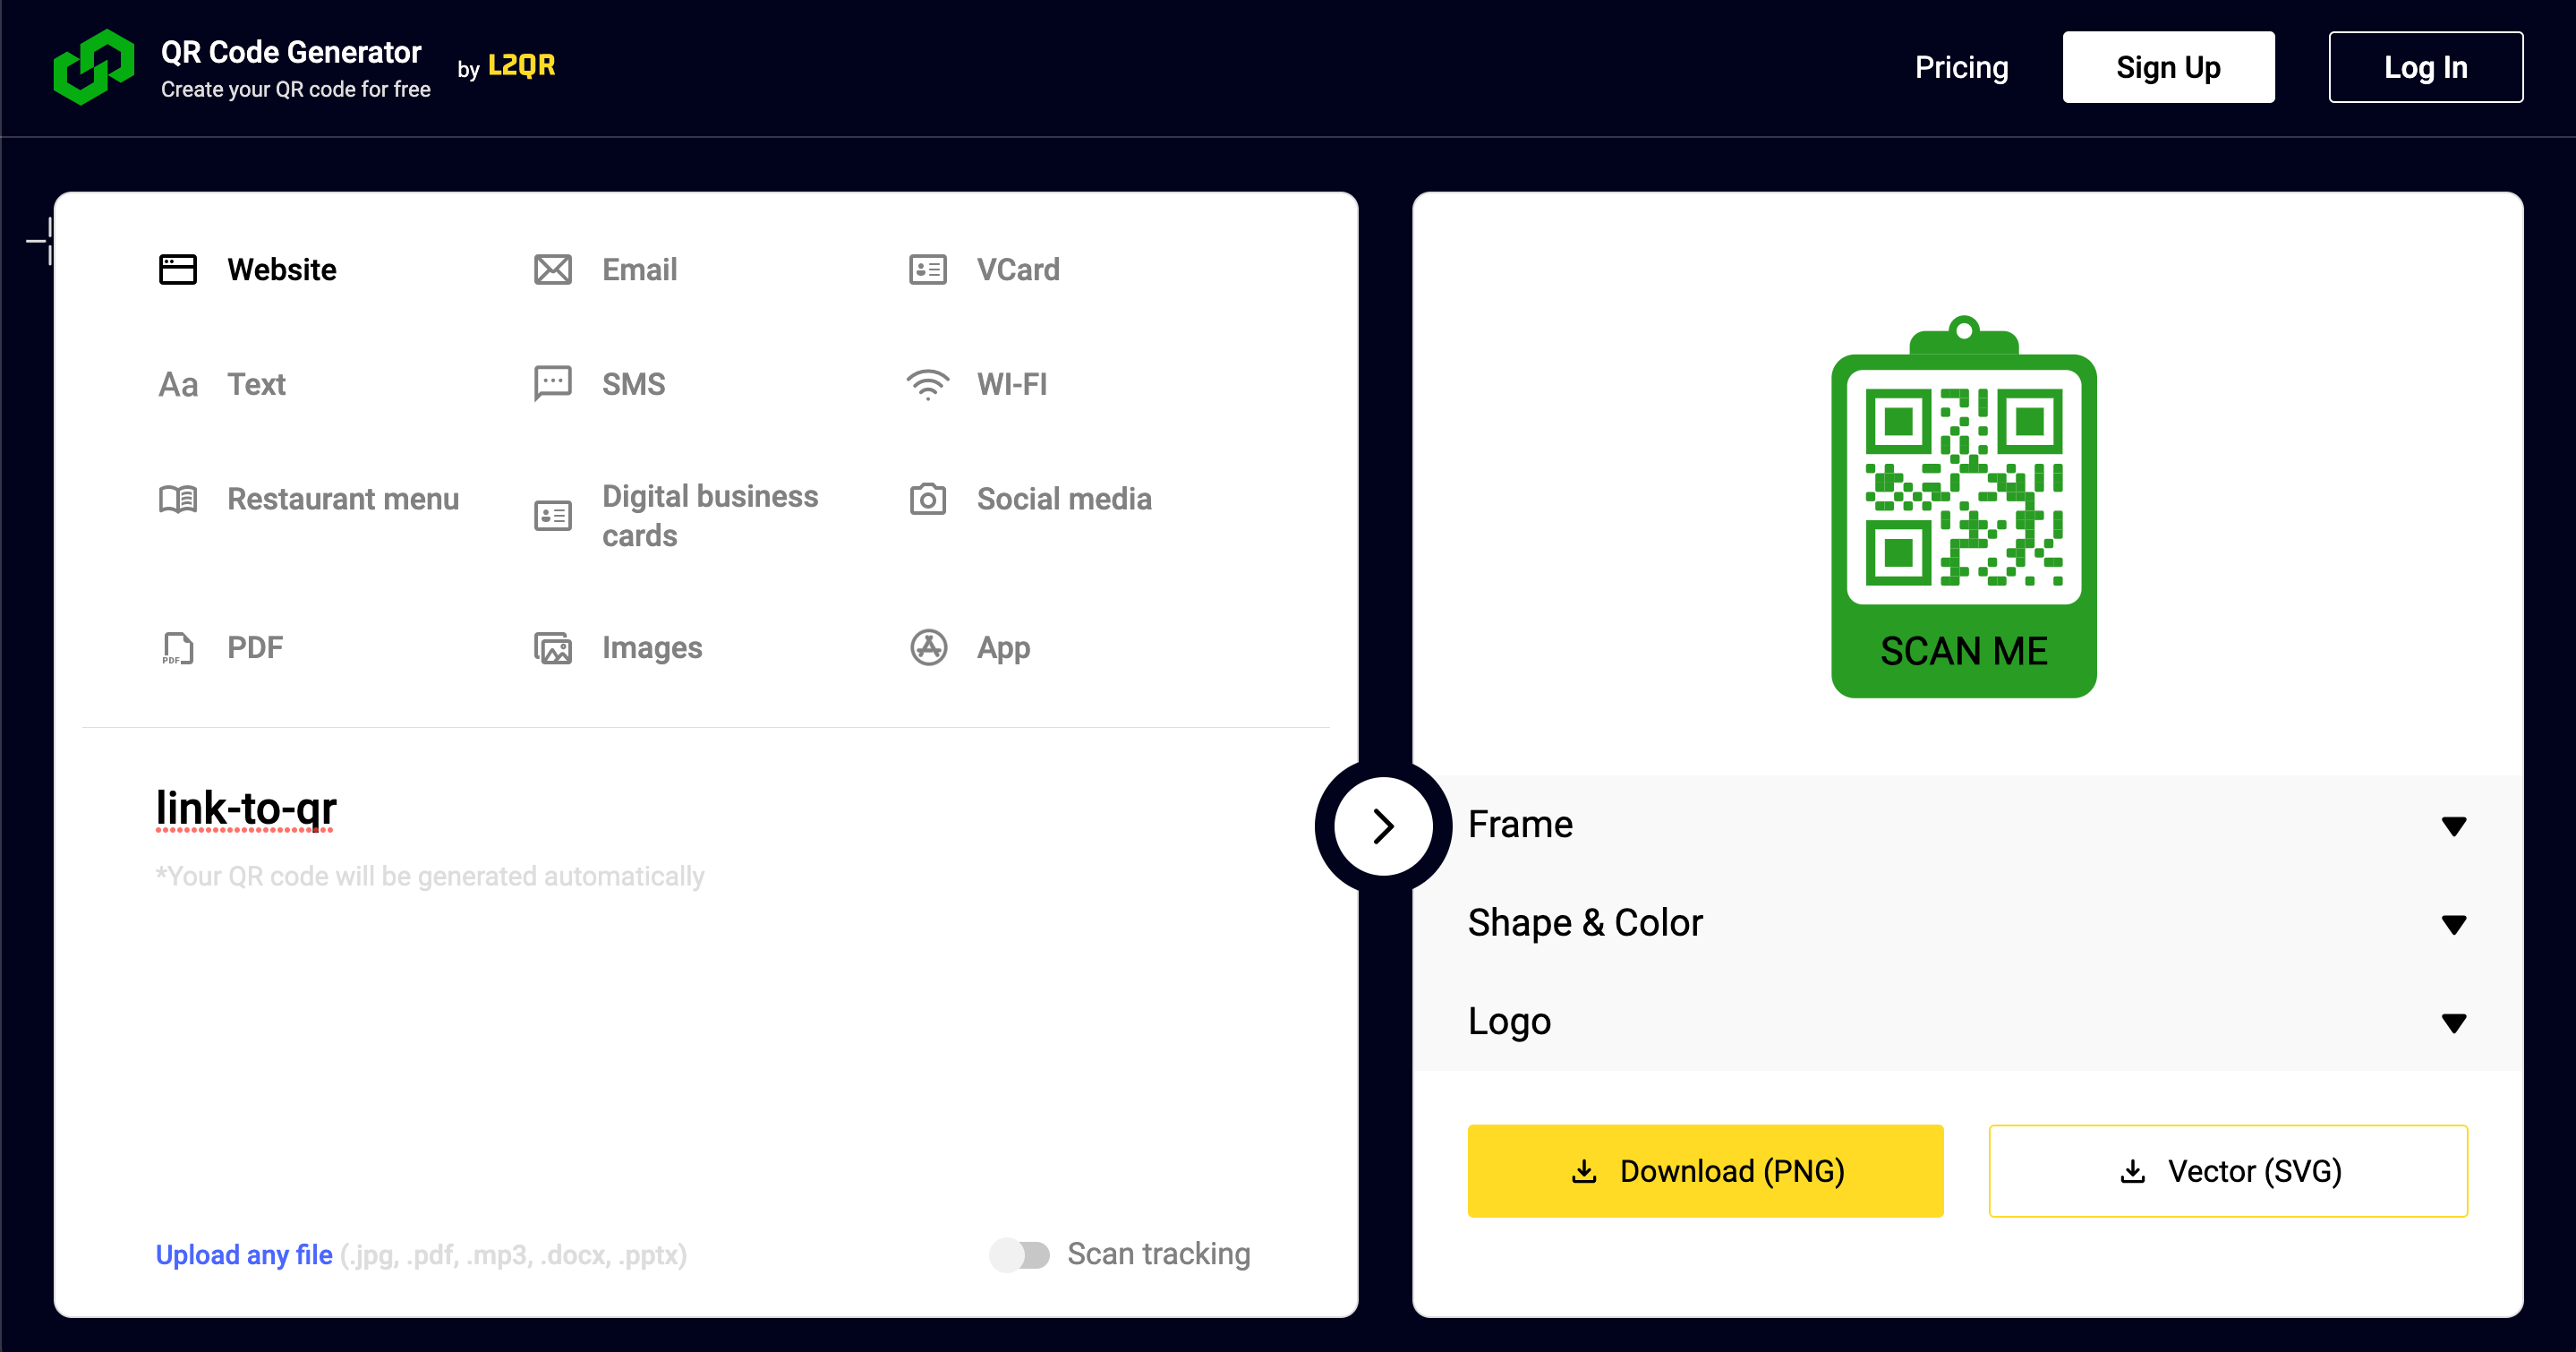 QR Code Generator
Create your QR code for free
by L2QR
Pricing
Sign Up
Log In
Website
Email
VCard
Aa Text
SMS
WI-FI
Restaurant menu
Digital business
cards
Social media
PDF PDF
Images
App
link-to-qr
*Your QR code will be generated automatically
Upload any file (.jpg, .pdf, .mp3, .docx, .pptx)
Scan tracking
SCAN ME
Frame
Shape & Color
Logo
Download (PNG)
Vector (SVG)